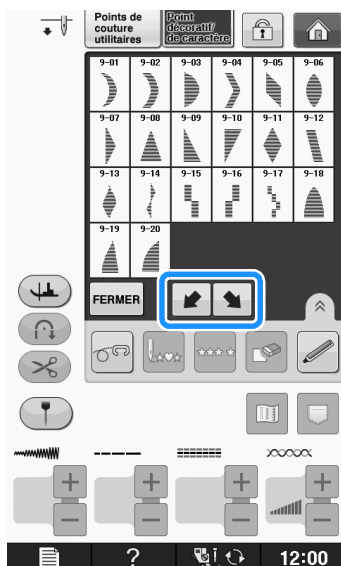 Points de
couture
utilitaires
Point
décoratif/
de caractère
9-01 9-02 9-03 9-04 9-05 9-06
9-07 9-08 9-09 9-10 9-11 9-12
9-13 9-14 9-15 9-16 9-17 9-18
9-19 9-20
FERMER
?
12:00